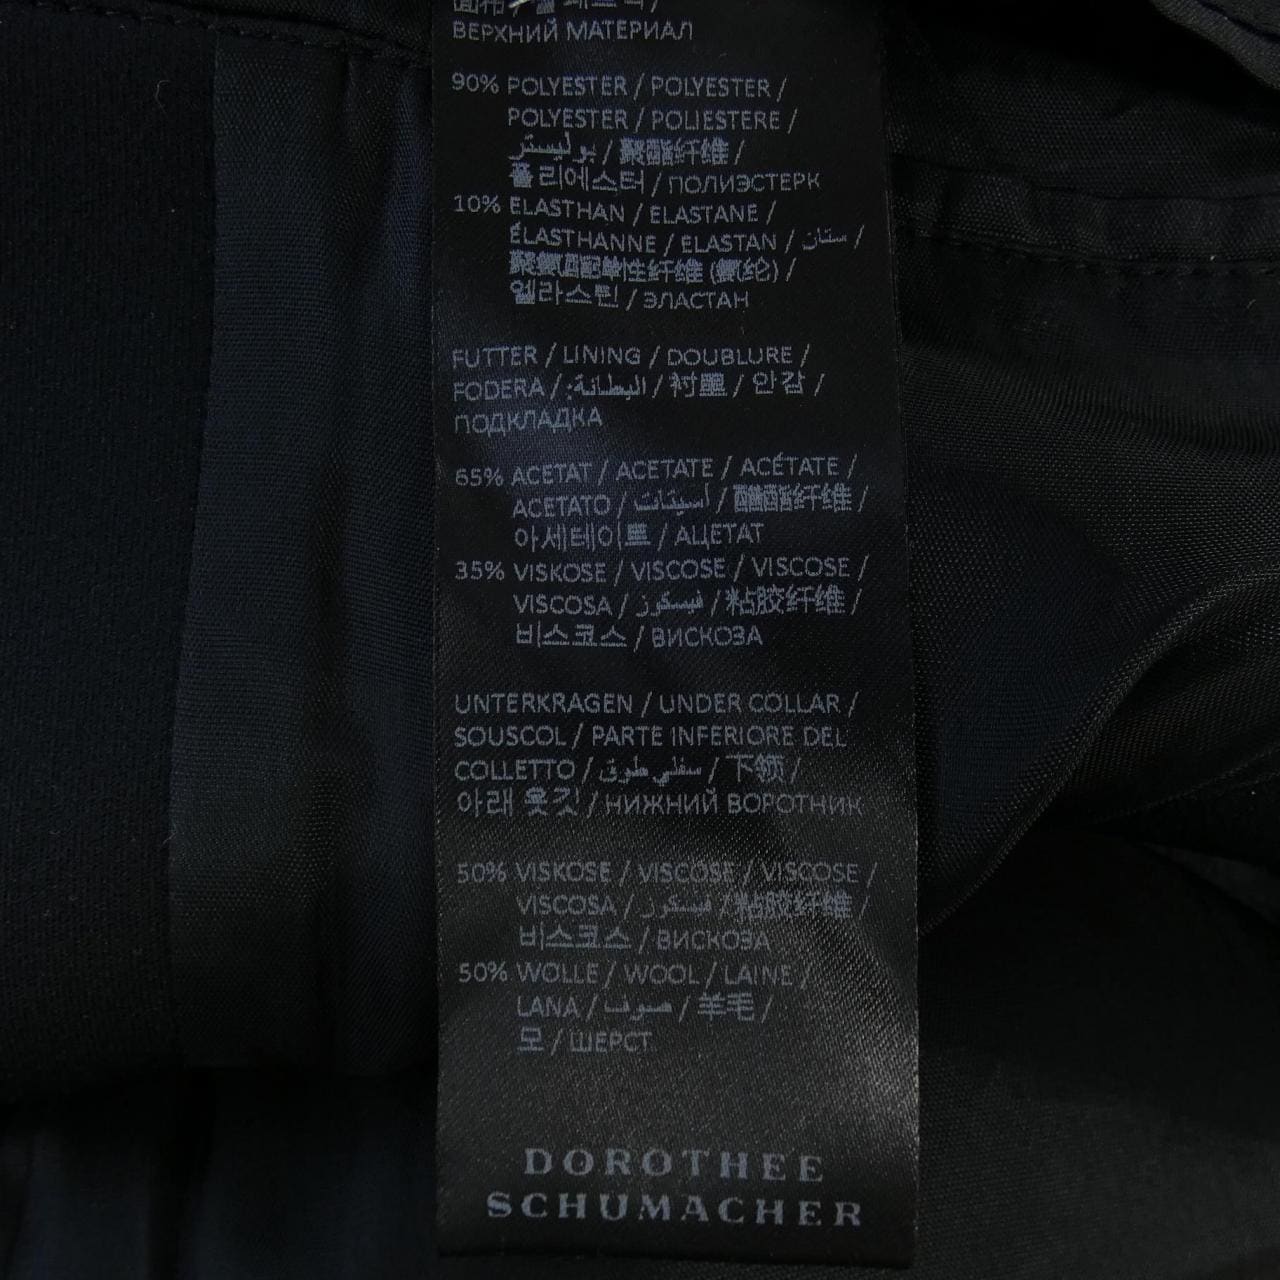 ВЕРХНИЙ МАТЕРИАЛ
90% POLYESTER / POLYESTER /
POLYESTER / POLIESTERE /
بوليستر / 聚酯纤维 /
폴리에스터 / ПОЛИЭСТЕРК
10% ELASTHAN / ELASTANE /
ÉLASTHANNE / ELASTAN / ستان /
纤维 /
엘라스틴 / ЭЛАСТАН
FUTTER / LINING / DOUBLURE /
FODERA / البطانة: / 衬里 / 안감 /
ПОДКЛАДКА
65% ACETAT / ACETATE / ACÉTATE /
ACETATO / أسيتات / 醋酯纤维 /
아세테이트 / АЦЕТАТ
35% VISKOSE / VISCOSE / VISCOSE /
VISCOSA / فيسكوز / 粘胶纤维 /
비스코스 / ВИСКОЗА
UNTERKRAGEN / UNDER COLLAR /
SOUSCOL / PARTE INFERIORE DEL
COLLETTO / سفلي طوق / 下领 /
아래 옷깃 / НИЖНИЙ ВОРОТНИК
50% VISKOSE / VISCOSE / VISCOSE /
VISCOSA / فيسكوز / 粘胶纤维 /
비스코스 / ВИСКОЗА
50% WOLLE / WOOL / LAINE /
LANA / صوف / 羊毛 /
모 / ШЕРСТ
DOROTHEE
SCHUMACHER